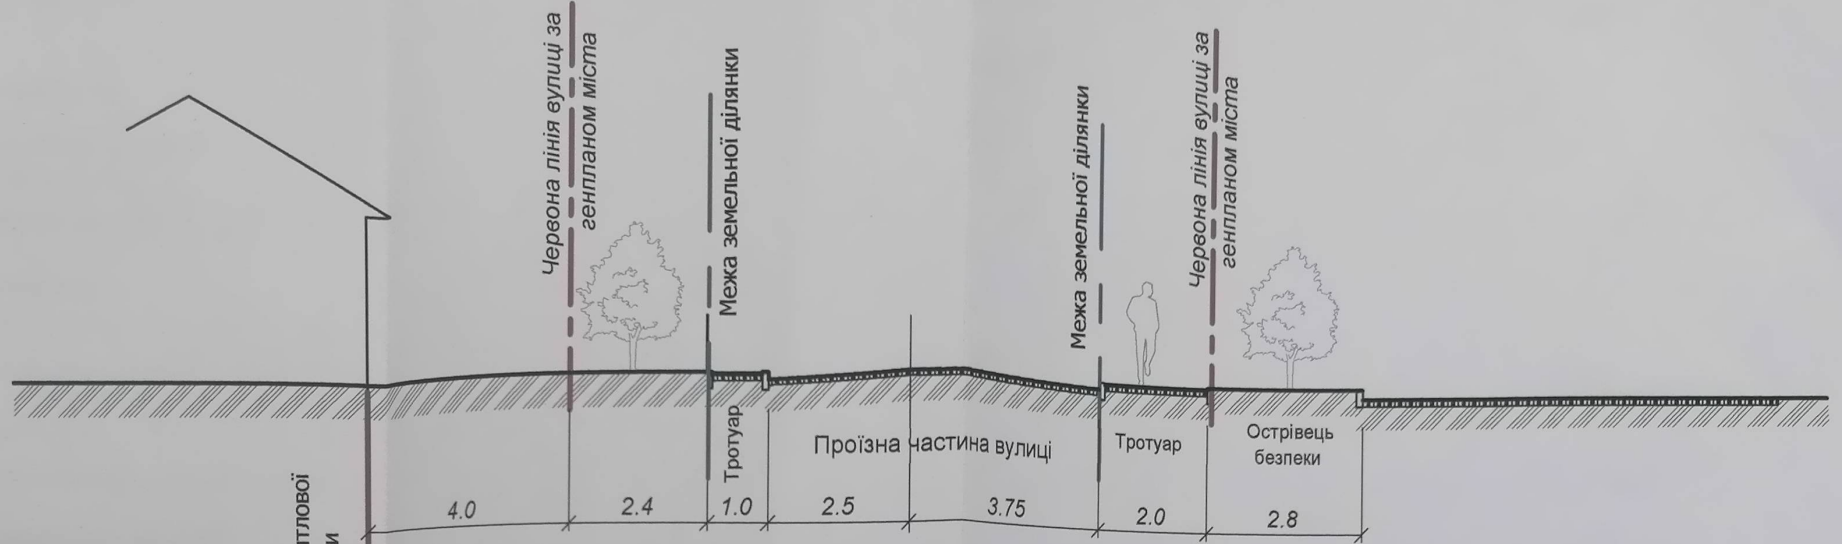 Червона лінія вулиці за
генпланом міста
Межа земельної ділянки
Межа земельної ділянки
Червона лінія вулиці за
генпланом міста
Тротуар
Проїзна частина вулиці
Тротуар
Острівець
безпеки
4.0
2.4
1.0
2.5
3.75
2.0
2.8